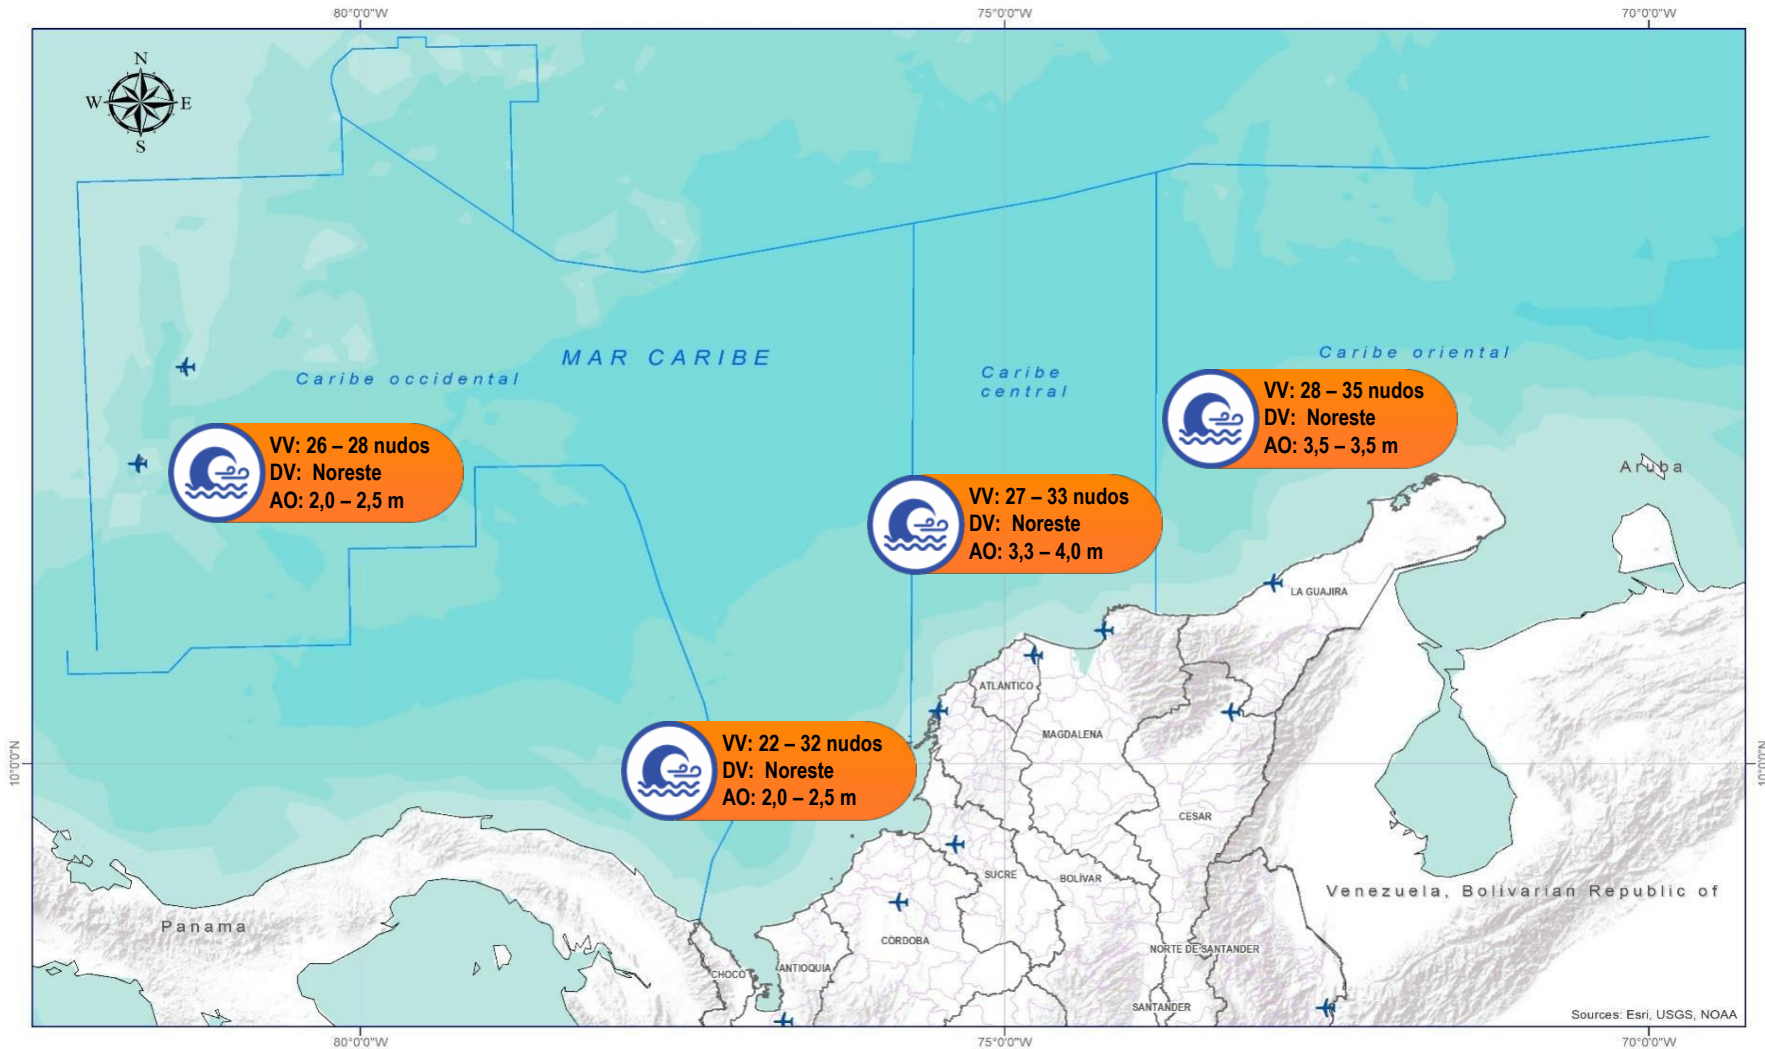 80°0'0"W
75°0'0"W
70°0'0"W
N
W
E
S
MAR CARIBE
Caribe occidental
Caribe
central
Caribe oriental
VV: 28 – 35 nudos
DV: Noreste
AO: 3,5 – 3,5 m
VV: 26 – 28 nudos
DV: Noreste
AO: 2,0 – 2,5 m
Aruba
VV: 27 – 33 nudos
DV: Noreste
AO: 3,3 – 4,0 m
LA GUAJIRA
ATLANTICO
MAGDALENA
VV: 22 – 32 nudos
DV: Noreste
AO: 2,0 – 2,5 m
10°0'0"N
10°0'0"N
CESAR
SUCRE
BOLÍVAR
Venezuela, Bolivarian Republic of
Panama
CÓRDOBA
NORTE DE SANTANDER
CHOCO
ANTIOQUIA
SANTANDER
Sources: Esri, USGS, NOAA
80°0'0"W
75°0'0"W
70°0'0"W